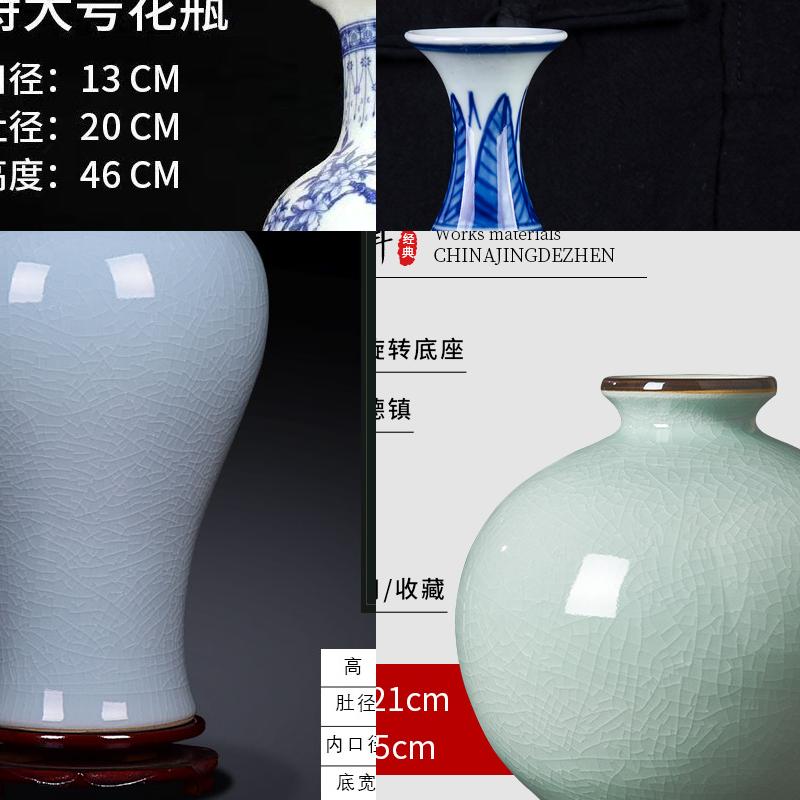 特大号花瓶
口径：13 CM
肚径：20 CM
高度：46 CM
经典
Works materials
CHINAJINGDEZHEN
旋转底座
德镇
/收藏
高
肚径
内口径
底宽
21cm
5cm